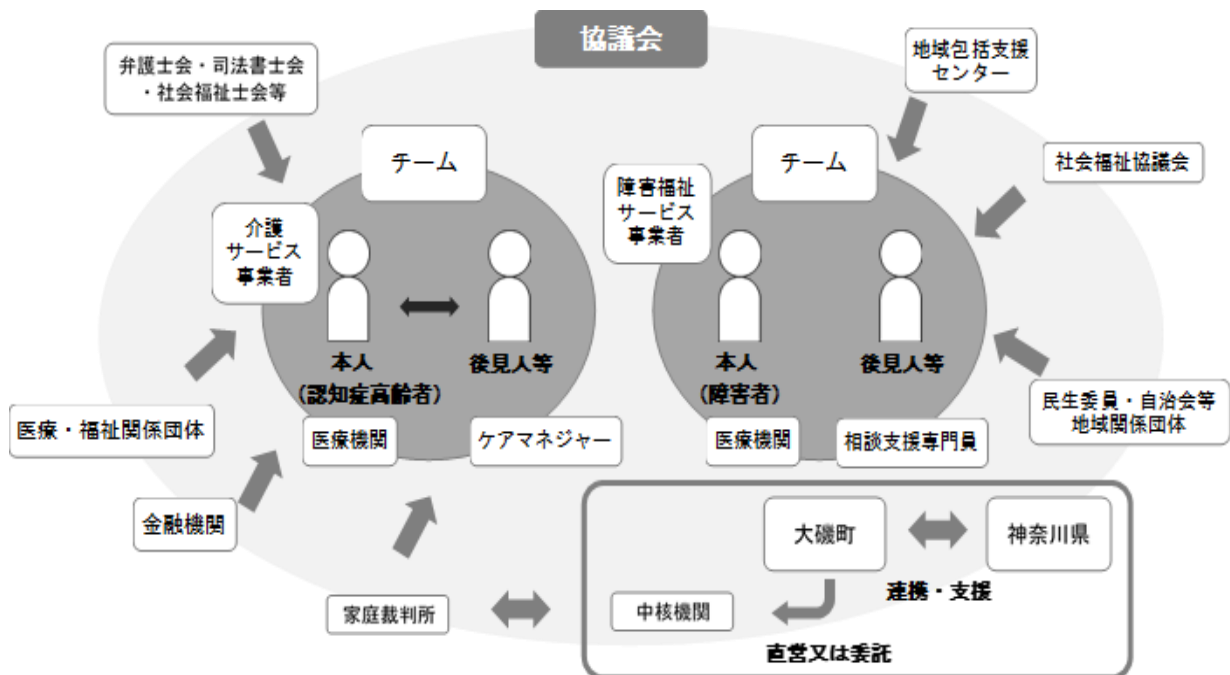 協議会
弁護士会・司法書士会
・社会福祉士会等
地域包括支援
センター
チーム
チーム
社会福祉協議会
障害福祉
サービス
事業者
介護
サービス
事業者
本人
(認知症高齢者)
後見人等
本人
(障害者)
後見人等
医療・福祉関係団体
民生委員・自治会等
地域関係団体
医療機関
ケアマネジャー
医療機関
相談支援専門員
金融機関
大磯町
神奈川県
連携・支援
家庭裁判所
中核機関
直営又は委託